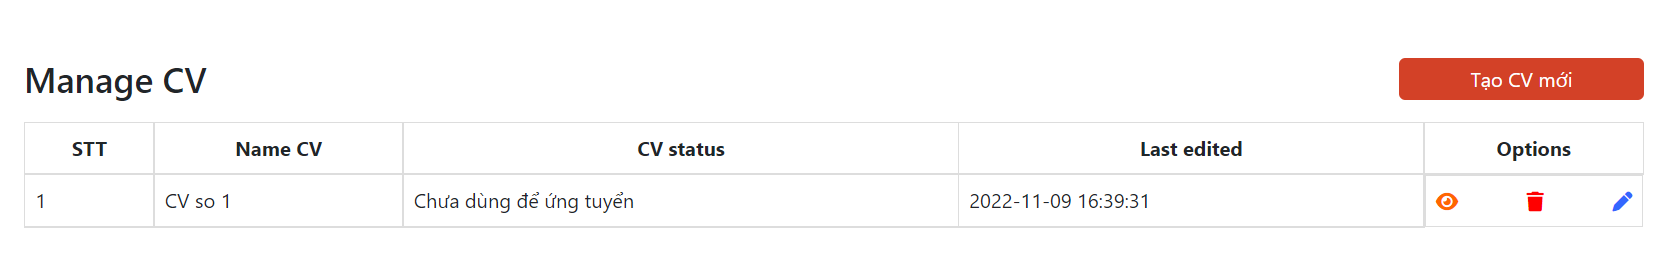 Manage CV
Tạo CV mới
STT Name CV CV status Last edited Options
1 CV so 1 Chưa dùng để ứng tuyển 2022-11-09 16:39:31